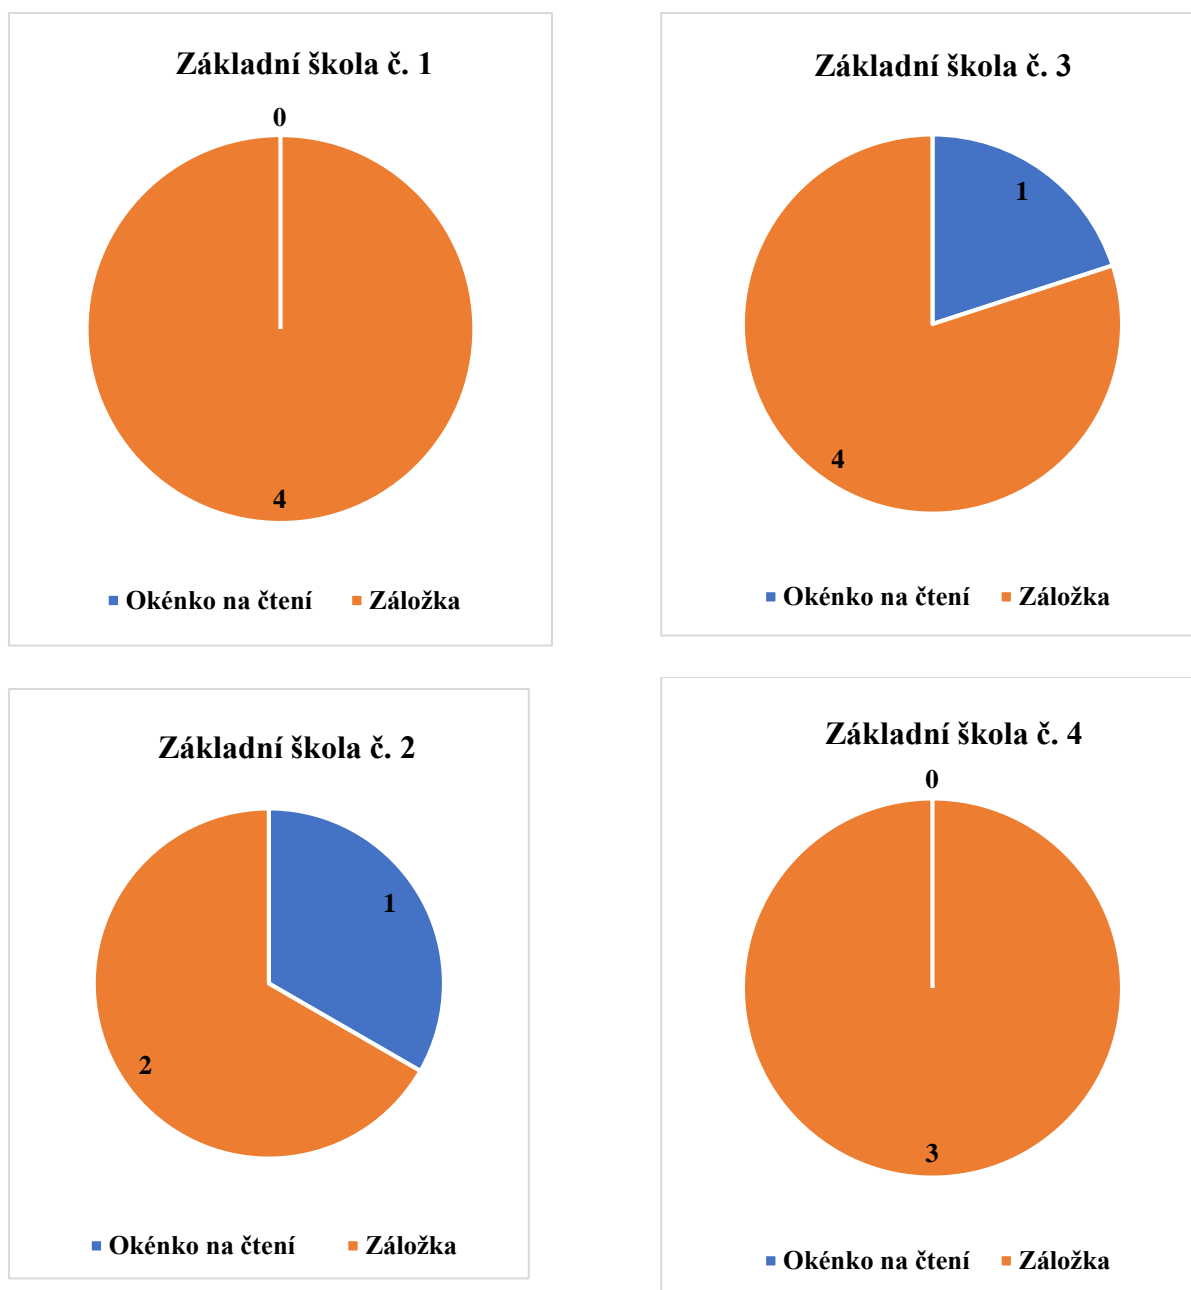 Základní škola č. 1
0
4
Okénko na čtení Záložka
Základní škola č. 3
1
4
Okénko na čtení Záložka
Základní škola č. 2
1
2
Okénko na čtení Záložka
Základní škola č. 4
0
3
Okénko na čtení Záložka